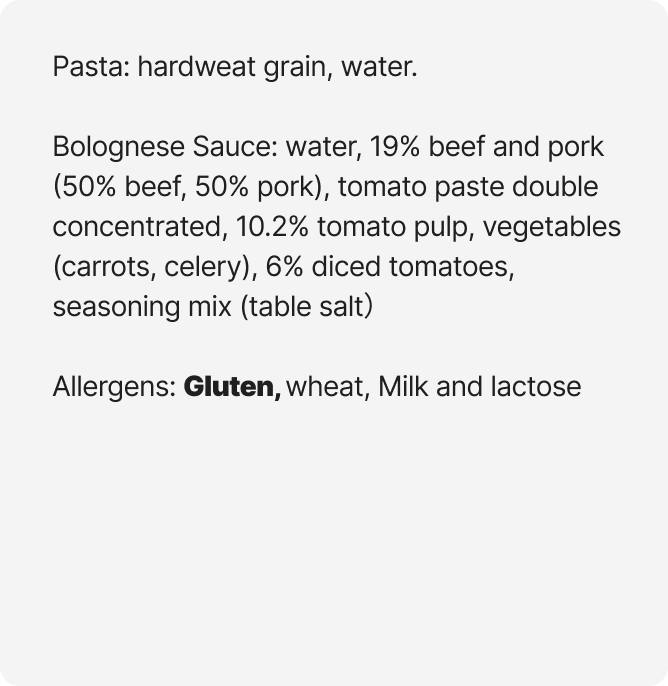 Pasta: hardweat grain, water.
Bolognese Sauce: water, 19% beef and pork
(50% beef, 50% pork), tomato paste double
concentrated, 10.2% tomato pulp, vegetables
(carrots, celery), 6% diced tomatoes,
seasoning mix (table salt）
Allergens: Gluten, wheat, Milk and lactose